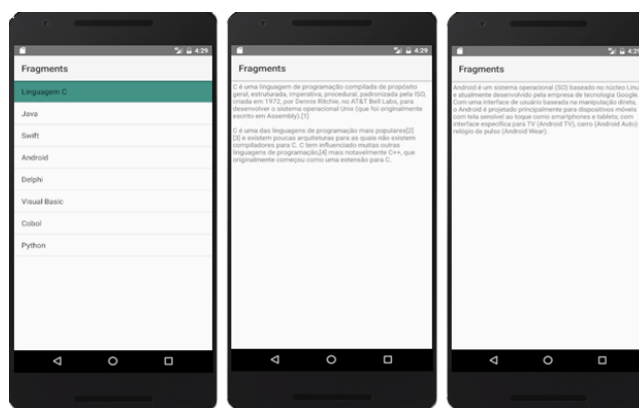 4:29
Fragments
Linguagem C
Java
Swift
Android
Delphi
Visual Basic
Cobol
Python
4:29
Fragments
C é uma linguagem de programação compilada de propósito
geral, estruturada, imperativa, procedural, padronizada pela ISO,
criada em 1972, por Dennis Ritchie, no AT&T Bell Labs, para
desenvolver o sistema operacional Unix (que foi originalmente
escrito em Assembly).[1]
C é uma das linguagens de programação mais populares[2]
[3] e existem poucas arquiteturas para as quais não existem
compiladores para C. C tem influenciado muitas outras
linguagens de programação,[4] mais notavelmente C++, que
originalmente começou como uma extensão para C.
4:29
Fragments
Android é um sistema operacional (SO) baseado no núcleo Linu
e atualmente desenvolvido pela empresa de tecnologia Google.
Com uma interface de usuário baseada na manipulação direta,
o Android é projetado principalmente para dispositivos móveis
com tela sensível ao toque como smartphones e tablets; com
interface específica para TV (Android TV), carro (Android Auto)
relógio de pulso (Android Wear).